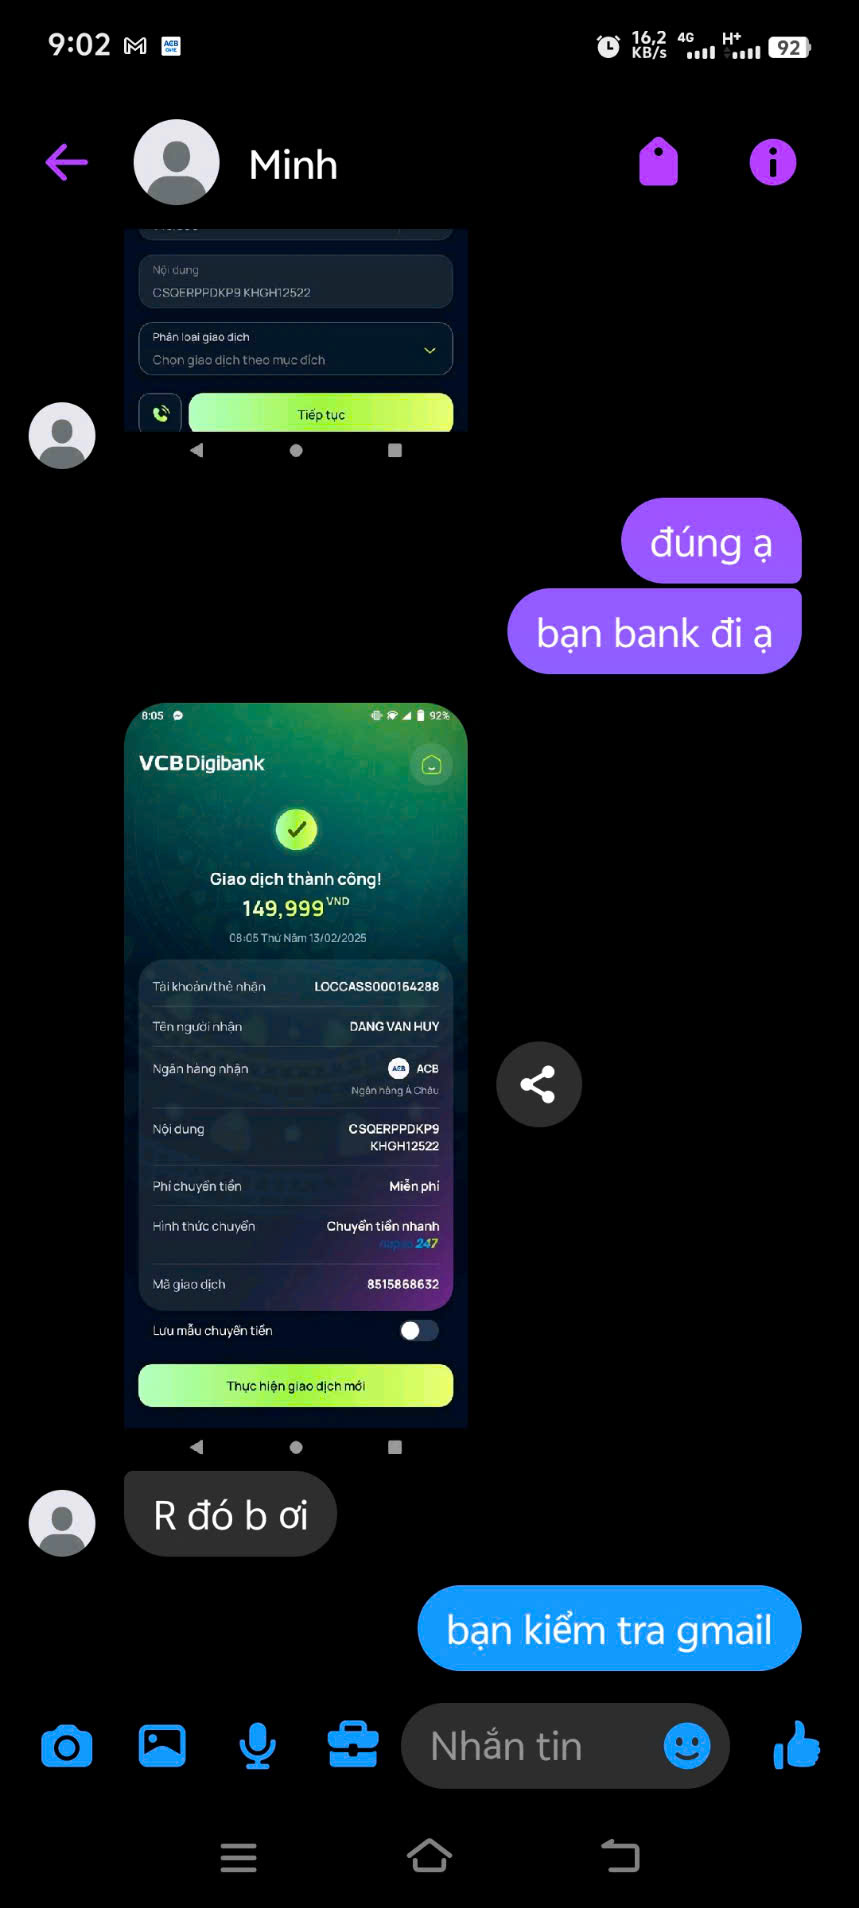 9:02
ACB
ONE
16,2
KB/s
4G
H+
92
Minh
Nội dung
CSQERPPDKP9 KHGH12522
Phân loại giao dịch
Chọn giao dịch theo mục đích
Tiếp tục
đúng ạ
bạn bank đi ạ
8:05
92%
VCB Digibank
Giao dịch thành công!
149,999 VND
08:05 Thứ Năm 13/02/2025
Tài khoản/thẻ nhận LOCCASS000164288
Tên người nhận DANG VAN HUY
Ngân hàng nhận ACB ACB
Ngân hàng Á Châu
Nội dung CSQERPPDKP9
KHGH12522
Phí chuyển tiền Miễn phí
Hình thức chuyển Chuyển tiền nhanh
napas 247
Mã giao dịch 8515868632
Lưu mẫu chuyển tiền
Thực hiện giao dịch mới
R đó b ơi
bạn kiểm tra gmail
Nhắn tin